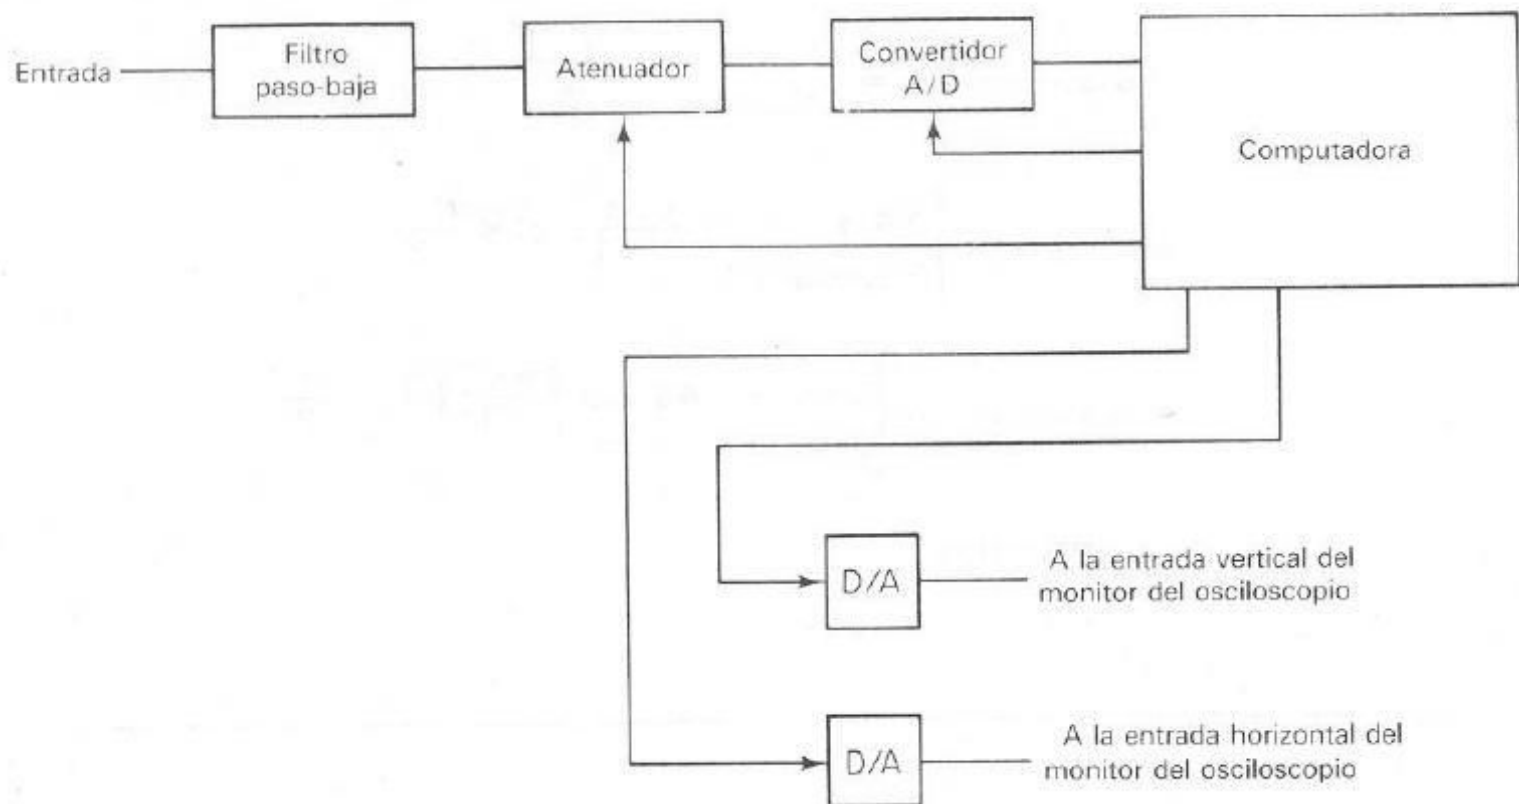 Entrada
Filtro
paso-baja
Atenuador
Convertidor
A/D
Computadora
D/A
A la entrada vertical del
monitor del osciloscopio
D/A
A la entrada horizontal del
monitor del osciloscopio